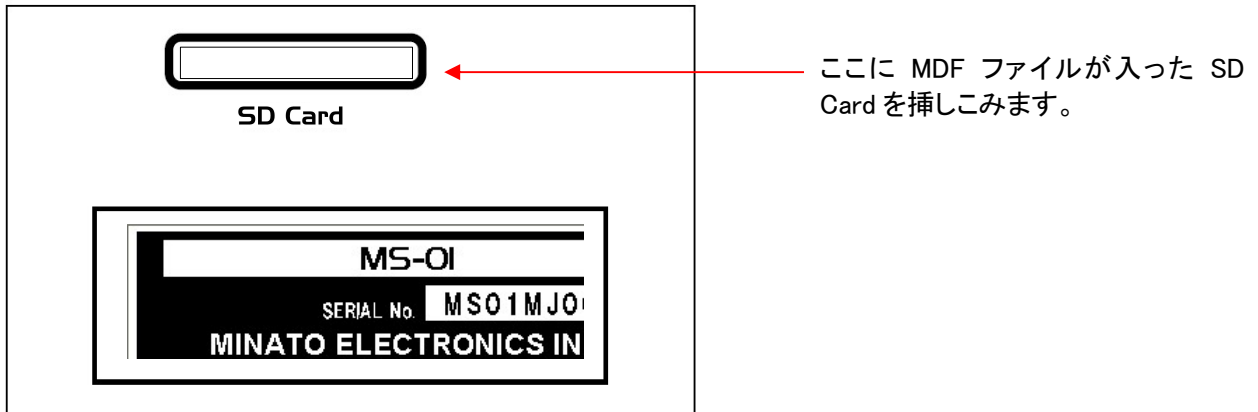 ここに MDF ファイルが入った SD
Card を挿しこみます。
SD Card
MS-01
SERIAL No. MS01MJ0
MINATO ELECTRONICS IN